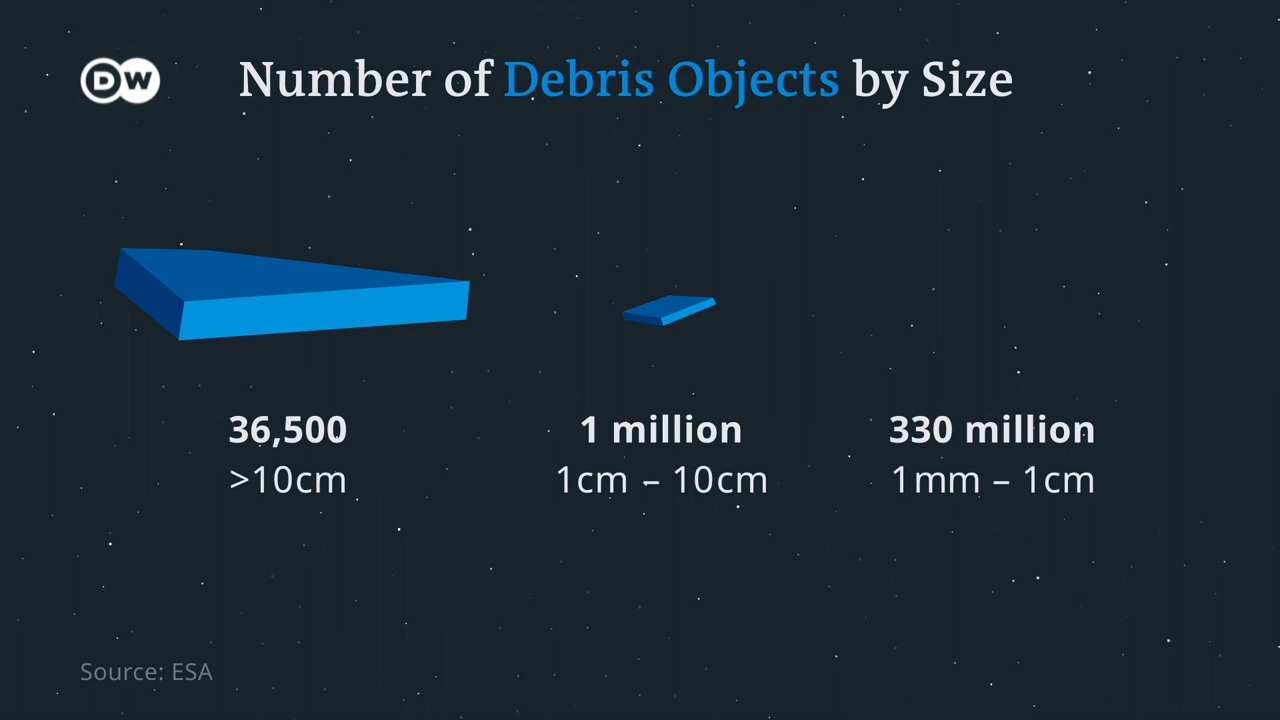 DW
Number of Debris Objects by Size
36,500
>10cm
1 million
1cm – 10cm
330 million
1mm – 1cm
Source: ESA